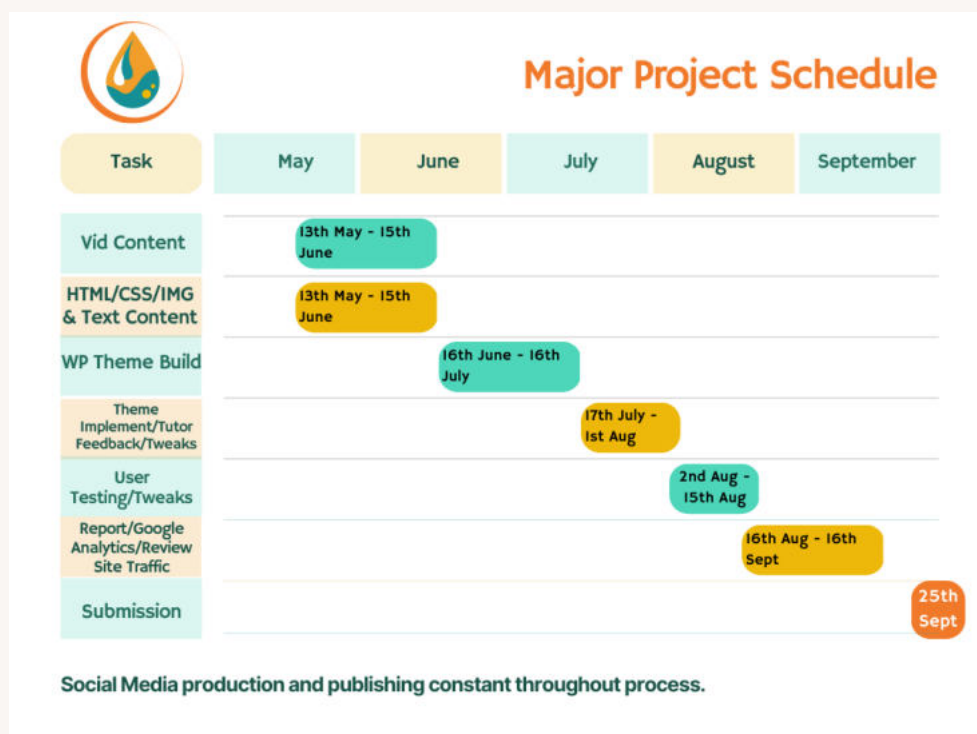 Major Project Schedule
Task
May
June
July
August
September
Vid Content
13th May - 15th
June
HTML/CSS/IMG
& Text Content
13th May - 15th
June
WP Theme Build
16th June - 16th
July
Theme
Implement/Tutor
Feedback/Tweaks
17th July -
1st Aug
User
Testing/Tweaks
2nd Aug -
15th Aug
Report/Google
Analytics/Review
Site Traffic
16th Aug - 16th
Sept
Submission
25th
Sept
Social Media production and publishing constant throughout process.